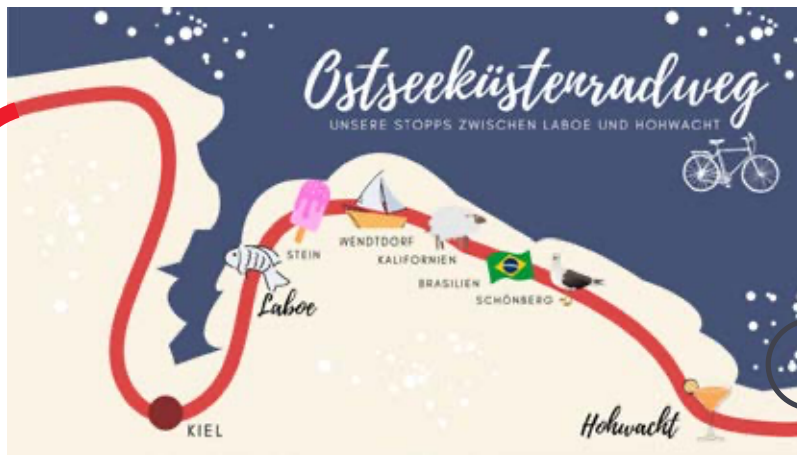 Ostseeküstenradweg
UNSERE STOPPS ZWISCHEN LABOE UND HOHWACHT
STEIN
WENDTDORF
KALIFORNIEN
BRASILIEN
SCHÖNBERG
Laboe
Hohwacht
KIEL